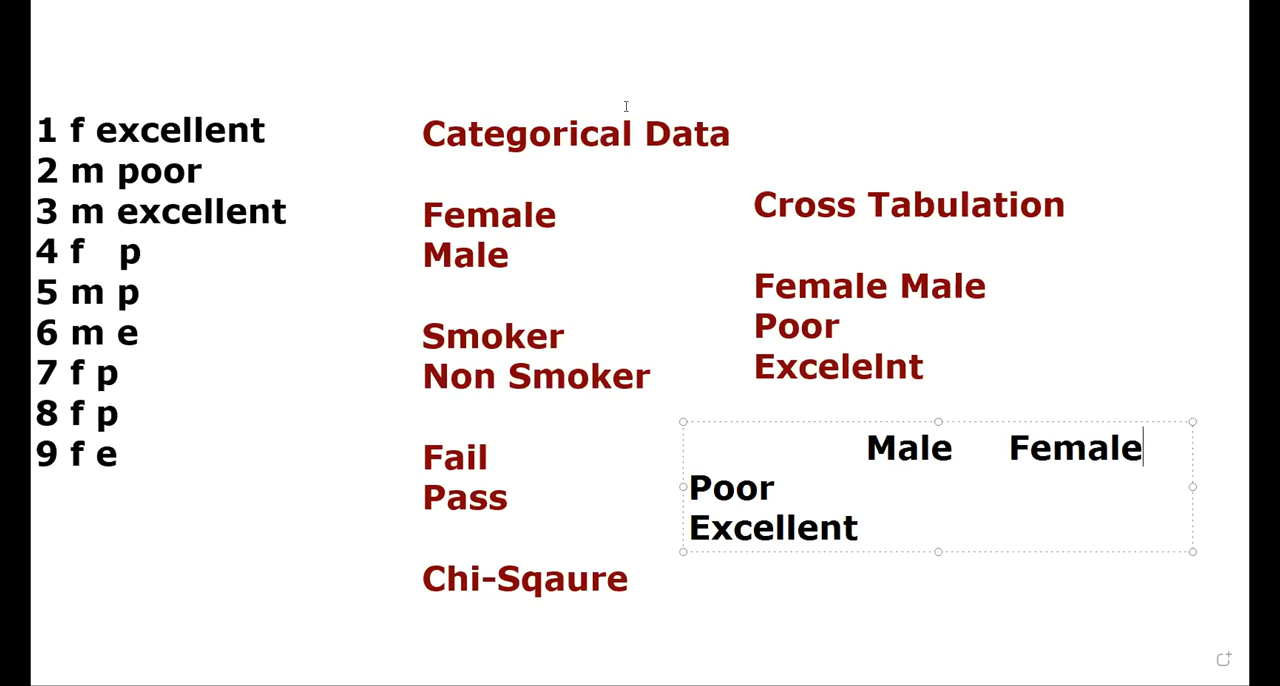 1 f excellent
2 m poor
3 m excellent
4 f p
5 m p
6 m e
7 f p
8 f p
9 f e
Categorical Data
Female
Male
Smoker
Non Smoker
Fail
Pass
Chi-Sqaure
Cross Tabulation
Female Male
Poor
Excelelnt
Male Female
Poor
Excellent